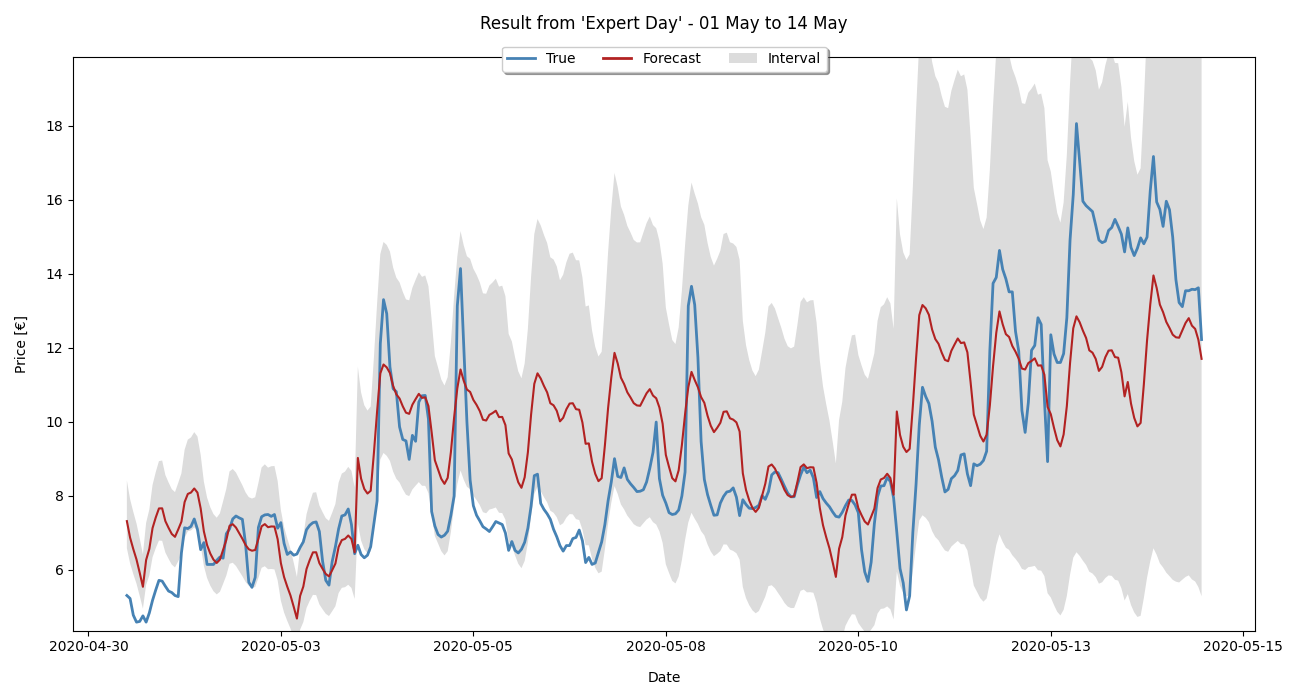 Result from 'Expert Day' - 01 May to 14 May
True Forecast Interval
Price [€]
18
16
14
12
10
8
6
2020-04-30 2020-05-03 2020-05-05 2020-05-08 2020-05-10 2020-05-13 2020-05-15
Date